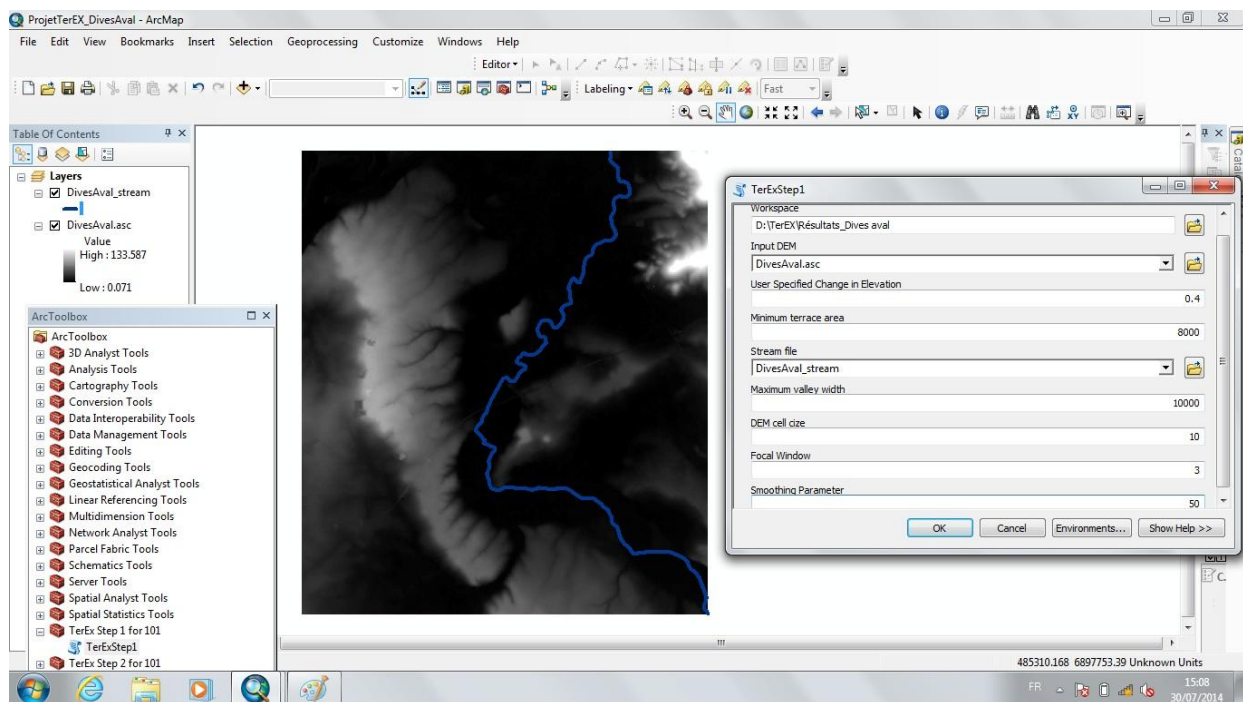 ProjetTerEX_DivesAval - ArcMap
File Edit View Bookmarks Insert Selection Geoprocessing Customize Windows Help
Editor
Labeling Fast
Table Of Contents
Layers
DivesAval_stream
DivesAval.asc
Value
High : 133.587
Low : 0.071
ArcToolbox
ArcToolbox
3D Analyst Tools
Analysis Tools
Cartography Tools
Conversion Tools
Data Interoperability Tools
Data Management Tools
Editing Tools
Geocoding Tools
Geostatistical Analyst Tools
Linear Referencing Tools
Multidimension Tools
Network Analyst Tools
Parcel Fabric Tools
Schematics Tools
Server Tools
Spatial Analyst Tools
Spatial Statistics Tools
TerEx Step 1 for 101
TerExStep1
TerEx Step 2 for 101
TerExStep1
Workspace
D:\TerEX\Résultats_Dives aval
Input DEM
DivesAval.asc
User Specified Change in Elevation
0.4
Minimum terrace area
8000
Stream file
DivesAval_stream
Maximum valley width
10000
DEM cell cize
10
Focal Window
3
Smoothing Parameter
50
OK Cancel Environments... Show Help >>
485310.168 6897753.39 Unknown Units
FR
15:08
30/07/2014